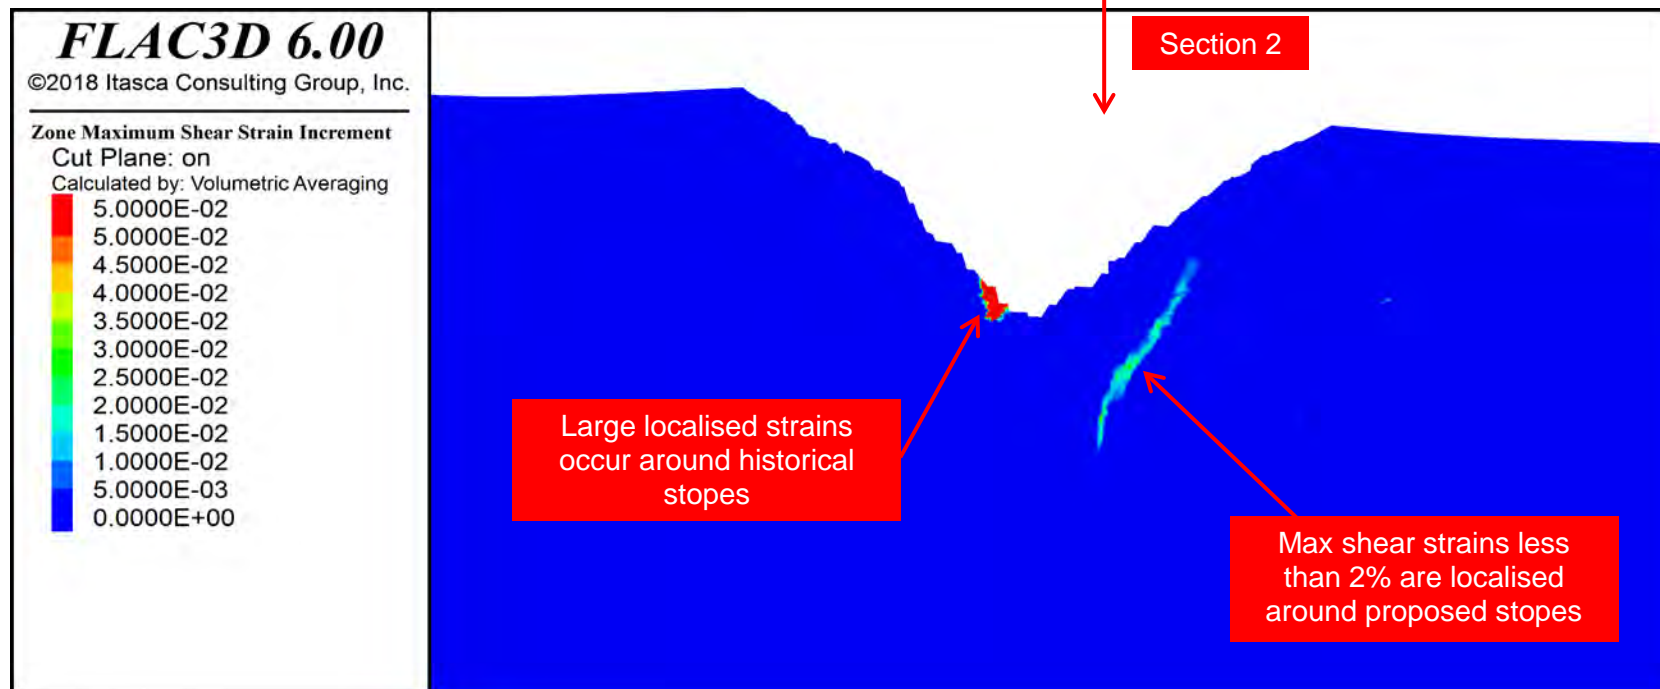 FLAC3D 6.00
©2018 Itasca Consulting Group, Inc.
Zone Maximum Shear Strain Increment
Cut Plane: on
Calculated by: Volumetric Averaging
5.0000E-02
5.0000E-02
4.5000E-02
4.0000E-02
3.5000E-02
3.0000E-02
2.5000E-02
2.0000E-02
1.5000E-02
1.0000E-02
5.0000E-03
0.0000E+00
Section 2
Large localised strains
occur around historical
stopes
Max shear strains less
than 2% are localised
around proposed stopes